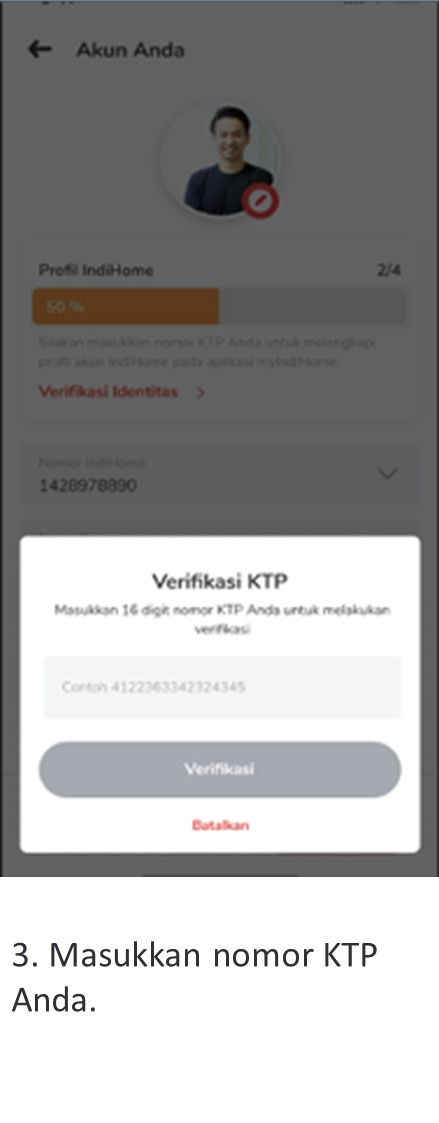 Akun Anda
Profil IndiHome 2/4
50 %
Silakan masukkan nomor KTP Anda untuk melengkapi
profil akun IndiHome pada aplikasi myIndiHome.
Verifikasi Identitas >
Nomor IndiHome
1428978890
Verifikasi KTP
Masukkan 16 digit nomor KTP Anda untuk melakukan
verifikasi
Contoh 4122363342324345
Verifikasi
Batalkan
3. Masukkan nomor KTP
Anda.